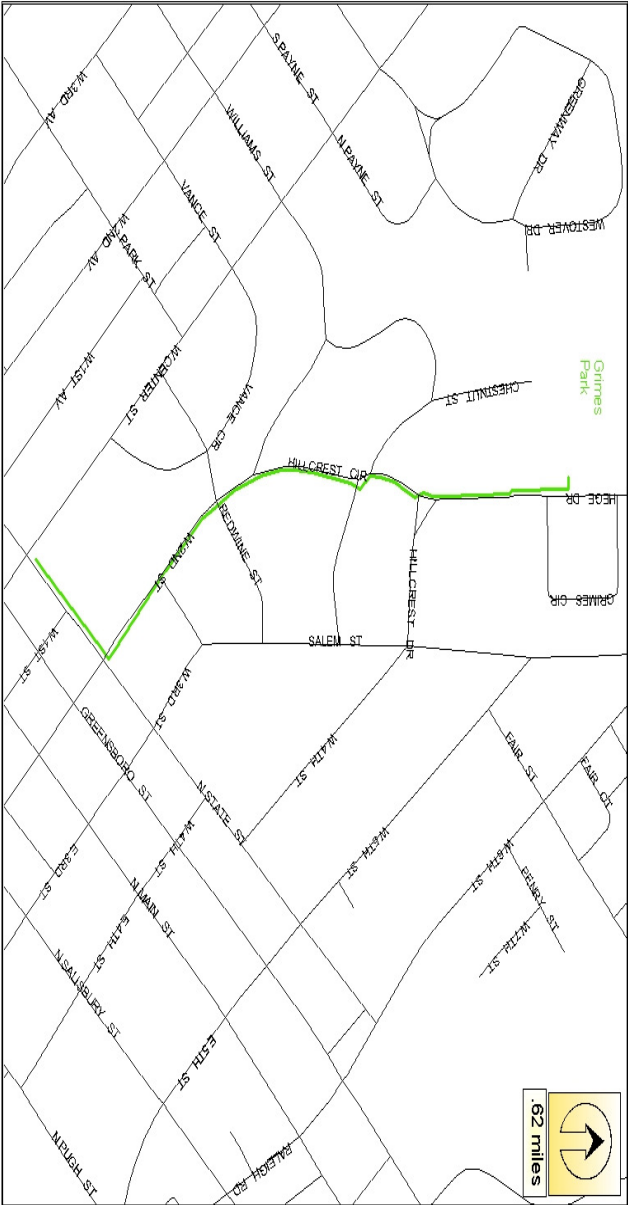 S.PAYNE ST
W.3RD AV
GREENWAY DR
WILLIAMS ST
N.PAYNE ST
VANCE ST
WESTOVER DR
W.2ND AV
PARK ST
W.1ST AV
W.CENTER ST
VANCE CIR
CHESTNUT ST
Grimes
Park
HILLCREST CIR
HEGE DR
REDWINE ST
W.2ND ST
HILLCREST DR
GRIMES CIR
SALEM ST
W.1ST ST
W.3RD ST
GREENSBORO ST
N.STATE ST
W.4TH ST
FAIR ST
FAIR CT
W.4TH ST
W.5TH ST
W.6TH ST
E.3RD ST
N.MAIN ST
PENRY ST
W.7TH ST
E.4TH ST
N.SALISBURY ST
E.5TH ST
N.PUGH ST
RALEIGH RD
.62 miles